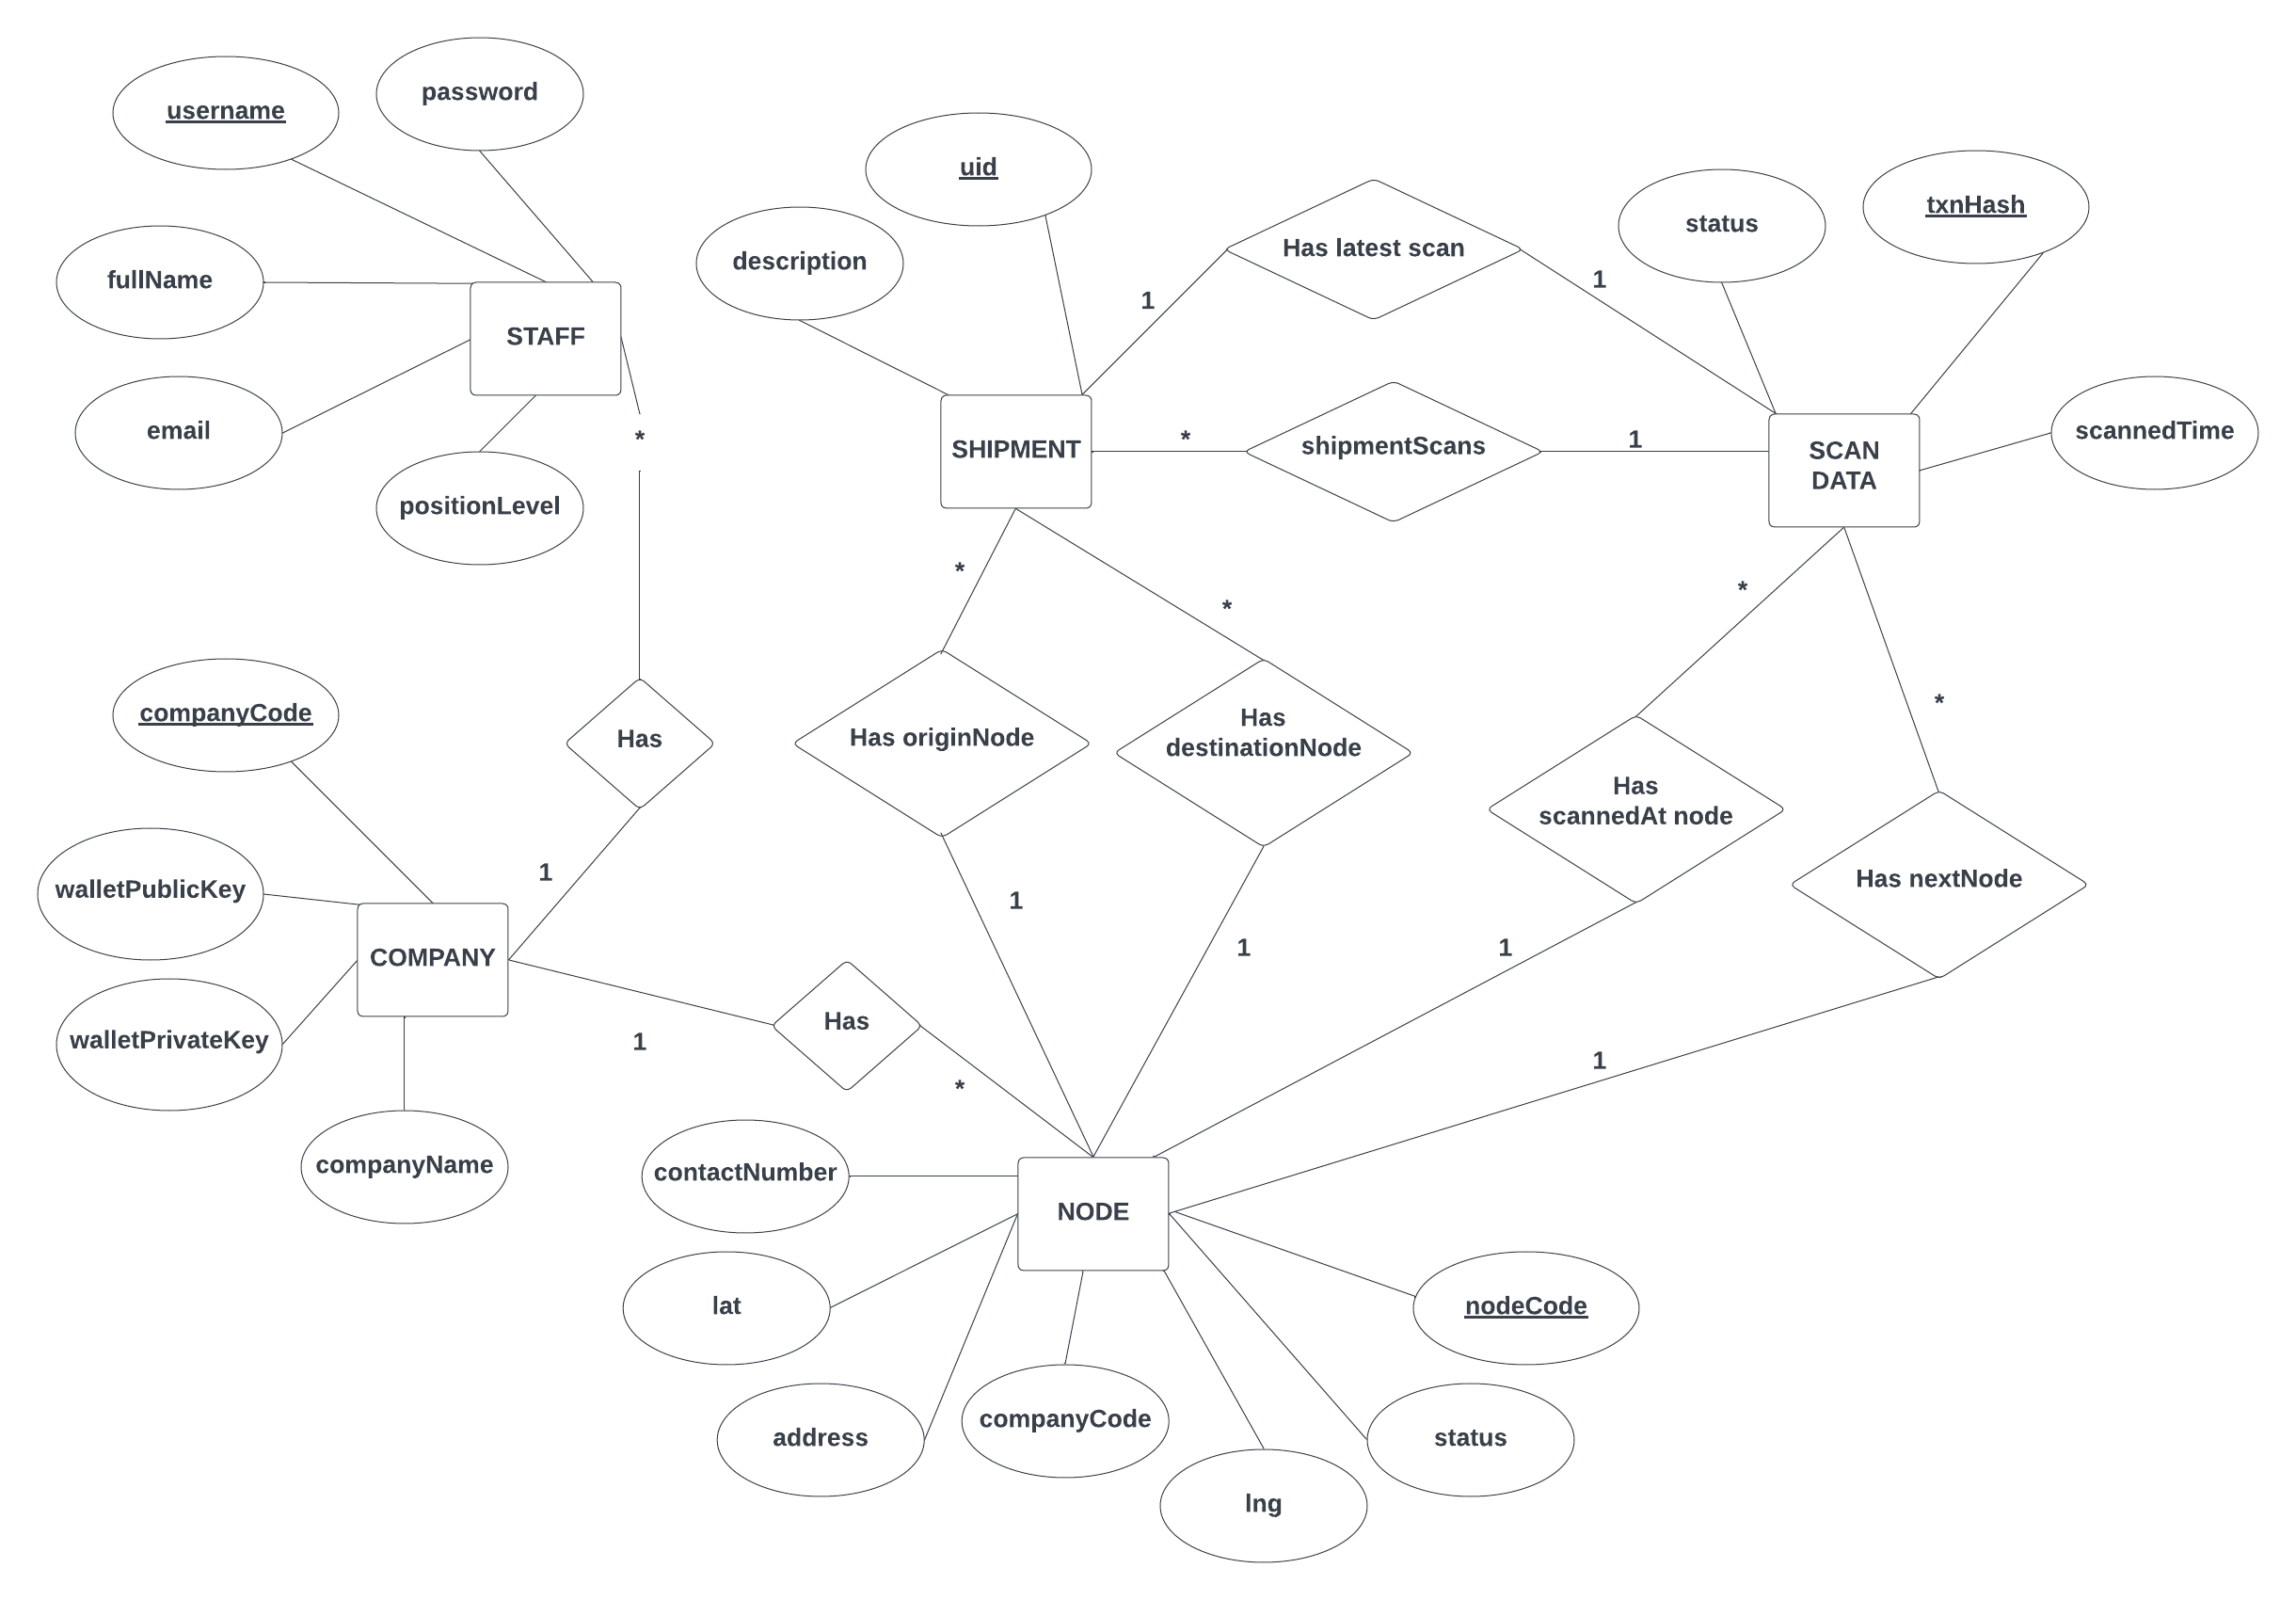 password
username
uid
txnHash
status
Has latest scan
description
fullName
1
1
STAFF
email
*
SHIPMENT
*
shipmentScans
1
SCAN
DATA
scannedTime
positionLevel
*
*
*
*
companyCode
Has
Has originNode
Has
destinationNode
Has
scannedAt node
Has nextNode
1
walletPublicKey
1
1
1
COMPANY
Has
1
walletPrivateKey
1
*
companyName
contactNumber
NODE
lat
nodeCode
address
companyCode
status
lng